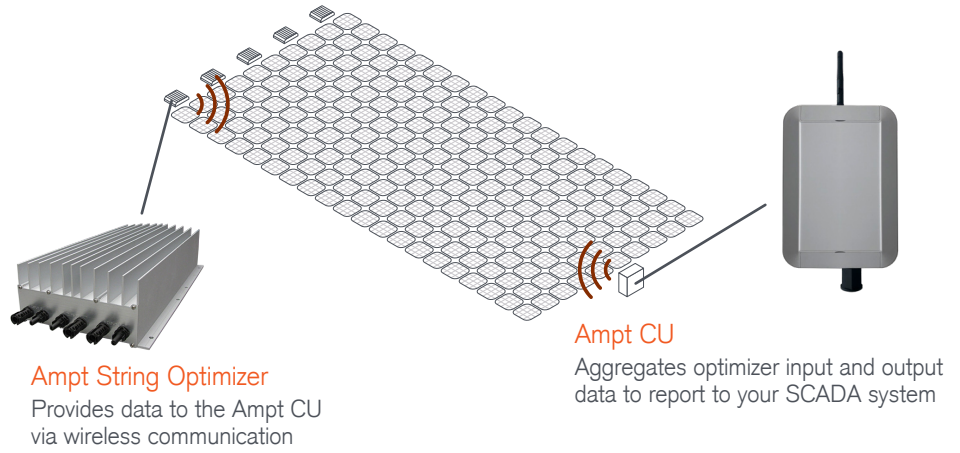 Ampt String Optimizer
Provides data to the Ampt CU
via wireless communication
Ampt CU
Aggregates optimizer input and output
data to report to your SCADA system